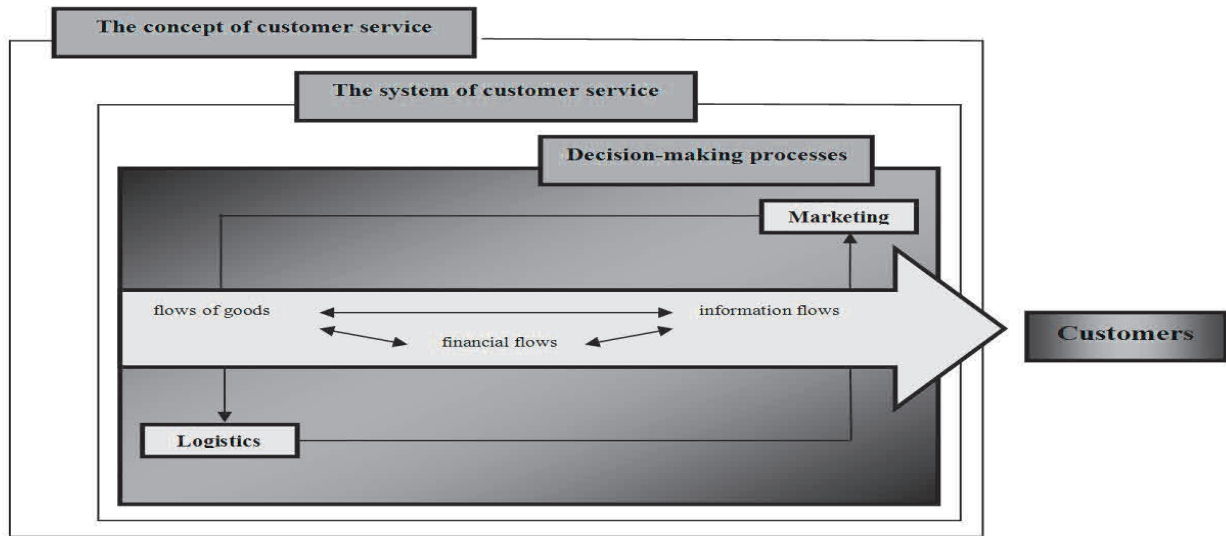 The concept of customer service
The system of customer service
Decision-making processes
Marketing
flows of goods
information flows
financial flows
Customers
Logistics